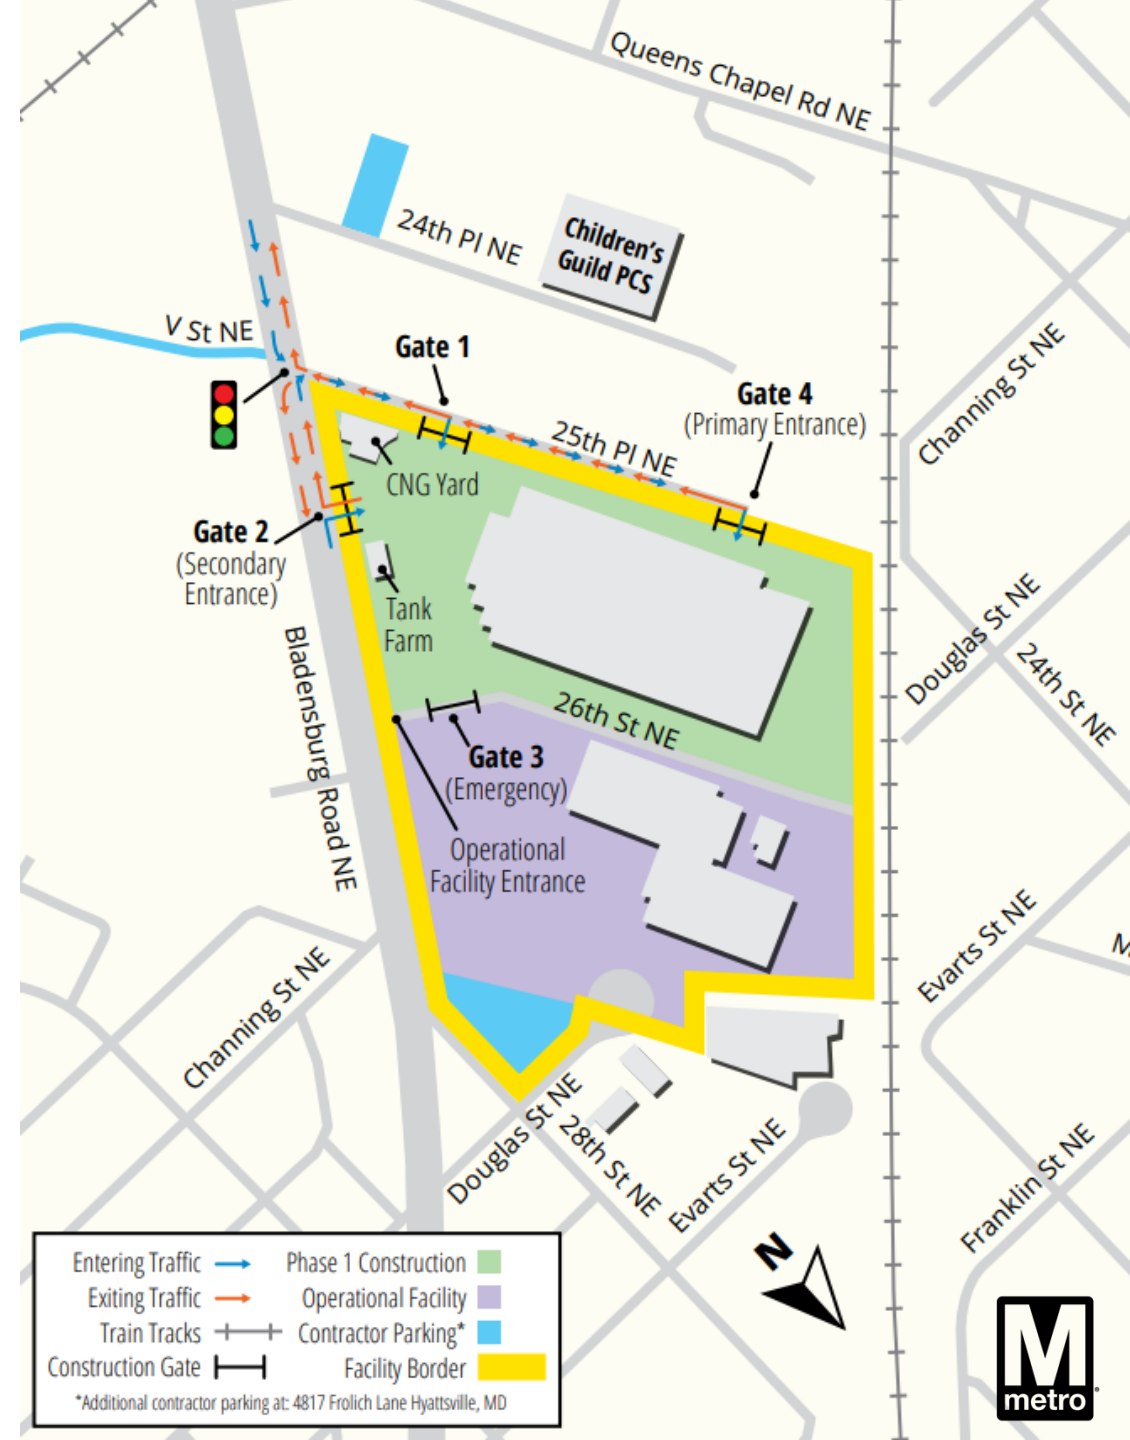 Queens Chapel Rd NE
24th Pl NE
Children's
Guild PCS
V St NE
Gate 1
Gate 4
(Primary Entrance)
25th Pl NE
Channing St NE
CNG Yard
Gate 2
(Secondary
Entrance)
Tank
Farm
Douglas St NE
24th St NE
Bladensburg Road NE
26th St NE
Gate 3
(Emergency)
Operational
Facility Entrance
Evarts St NE
M
Channing St NE
Douglas St NE
28th St NE
Evarts St NE
Franklin St NE
N
Entering Traffic
Phase 1 Construction
Exiting Traffic
Operational Facility
Train Tracks
Contractor Parking*
Construction Gate
Facility Border
*Additional contractor parking at: 4817 Frolich Lane Hyattsville, MD
M
metro